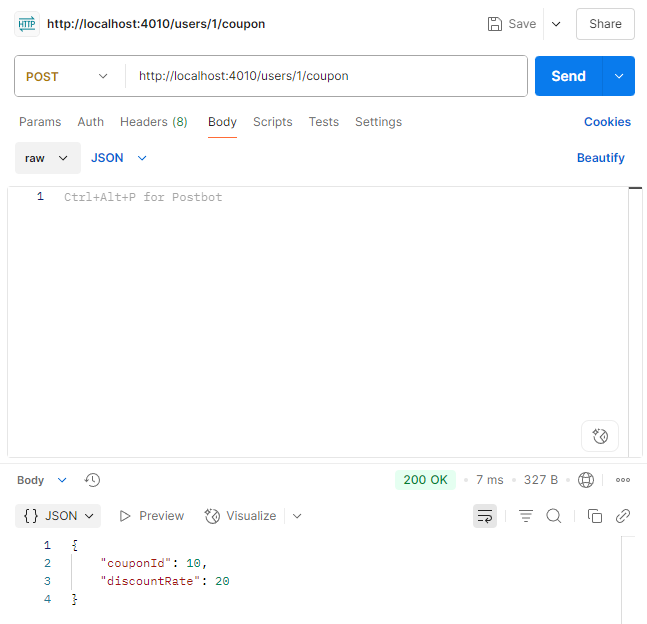 HTTP http://localhost:4010/users/1/coupon Save Share
POST http://localhost:4010/users/1/coupon Send
Params Auth Headers (8) Body Scripts Tests Settings Cookies
raw JSON Beautify
1 Ctrl+Alt+P for Postbot
Body 200 OK • 7 ms • 327 B •
{} JSON Preview Visualize
1 {
2 "couponId": 10,
3 "discountRate": 20
4 }